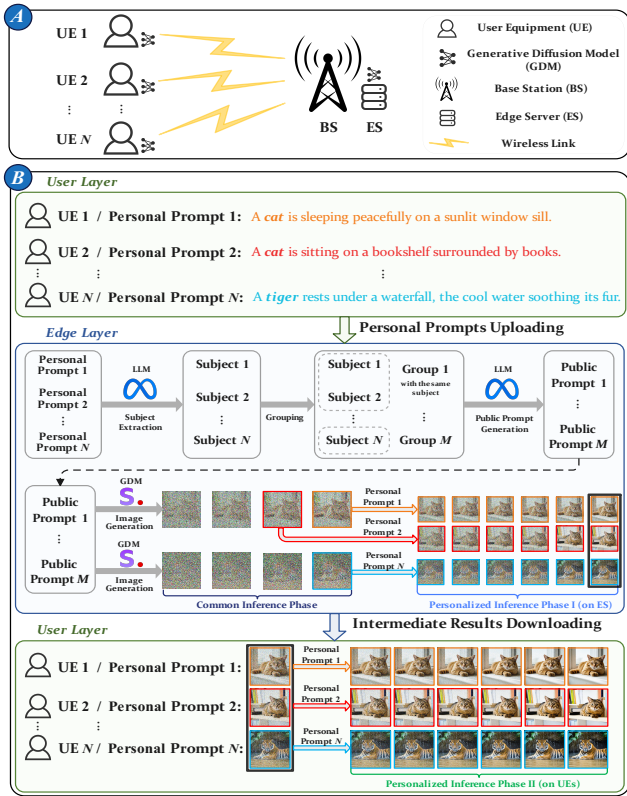 A
UE 1
UE 2
⋮
⋮
UE N
BS
ES
User Equipment (UE)
Generative Diffusion Model
(GDM)
Base Station (BS)
Edge Server (ES)
Wireless Link
B
User Layer
UE 1 / Personal Prompt 1: A cat is sleeping peacefully on a sunlit window sill.
UE 2 / Personal Prompt 2: A cat is sitting on a bookshelf surrounded by books.
⋮ ⋮ ⋮
UE N / Personal Prompt N: A tiger rests under a waterfall, the cool water soothing its fur.
Personal Prompts Uploading
Edge Layer
Personal
Prompt 1
Personal
Prompt 2
⋮
Personal
Prompt N
LLM
Subject
Extraction
Subject 1
Subject 2
⋮
Subject N
Grouping
Subject 1
Subject 2
⋮
Subject N
Group 1
with the same
subject
⋮
Group M
LLM
Public Prompt
Generation
Public
Prompt 1
⋮
Public
Prompt M
Public
Prompt 1
⋮
Public
Prompt M
GDM
S.
Image
Generation
GDM
S.
Image
Generation
Personal
Prompt 1
Personal
Prompt 2
Personal
Prompt N
Common Inference Phase
Personalized Inference Phase I (on ES)
Intermediate Results Downloading
User Layer
UE 1 / Personal Prompt 1:
UE 2 / Personal Prompt 2:
⋮ ⋮
UE N / Personal Prompt N:
Personal
Prompt 1
Personal
Prompt 2
Personal
Prompt N
Personalized Inference Phase II (on UEs)